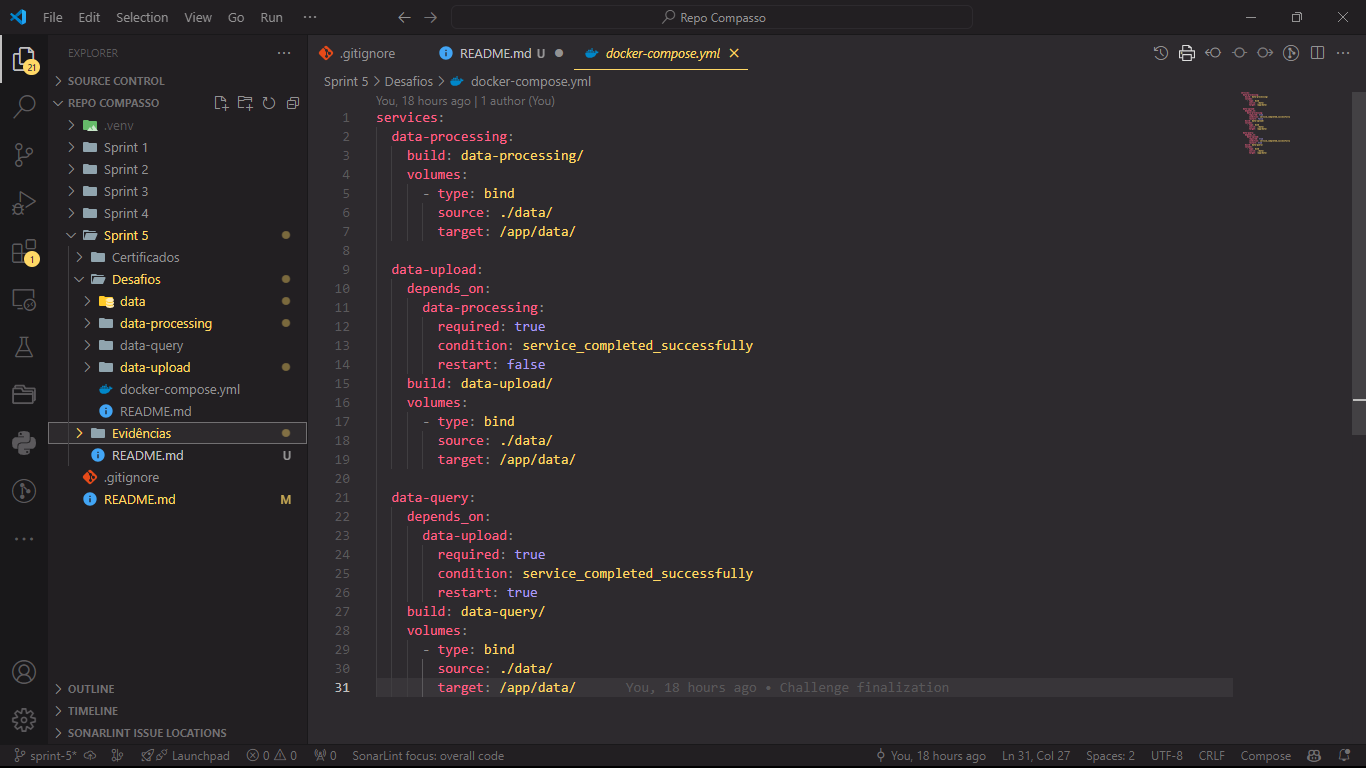 File Edit Selection View Go Run ··· Repo Compasso
EXPLORER ···
21
1
SOURCE CONTROL
REPO COMPASSO
.venv
Sprint 1
Sprint 2
Sprint 3
Sprint 4
Sprint 5
Certificados
Desafios
data
data-processing
data-query
data-upload
docker-compose.yml
README.md
Evidências
README.md U
.gitignore
README.md M
OUTLINE
TIMELINE
SONARLINT ISSUE LOCATIONS
.gitignore README.md U docker-compose.yml
Sprint 5 > Desafios > docker-compose.yml
You, 18 hours ago | 1 author (You)
1 services:
2 data-processing:
3 build: data-processing/
4 volumes:
5 - type: bind
6 source: ./data/
7 target: /app/data/
8
9 data-upload:
10 depends_on:
11 data-processing:
12 required: true
13 condition: service_completed_successfully
14 restart: false
15 build: data-upload/
16 volumes:
17 - type: bind
18 source: ./data/
19 target: /app/data/
20
21 data-query:
22 depends_on:
23 data-upload:
24 required: true
25 condition: service_completed_successfully
26 restart: true
27 build: data-query/
28 volumes:
29 - type: bind
30 source: ./data/
31 target: /app/data/ You, 18 hours ago • Challenge finalization
sprint-5* Launchpad 0 0 0 SonarLint focus: overall code You, 18 hours ago Ln 31, Col 27 Spaces: 2 UTF-8 CRLF Compose